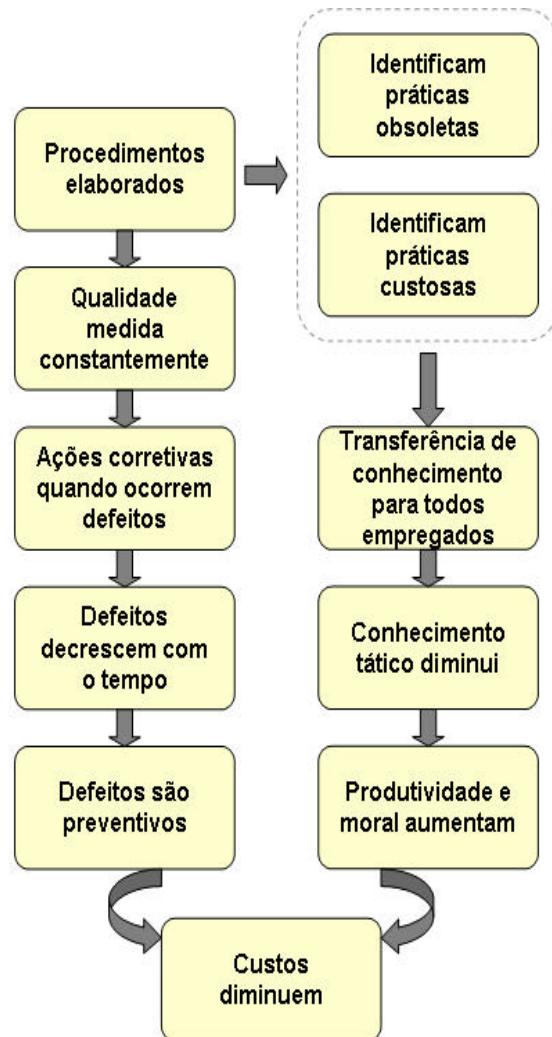 Procedimentos
elaborados
Identificam
práticas
obsoletas
Identificam
práticas
custosas
Qualidade
medida
constantemente
Ações corretivas
quando ocorrem
defeitos
Defeitos
decrescem com
o tempo
Defeitos são
preventivos
Transferência de
conhecimento
para todos
empregados
Conhecimento
tático diminui
Produtividade e
moral aumentam
Custos
diminuem